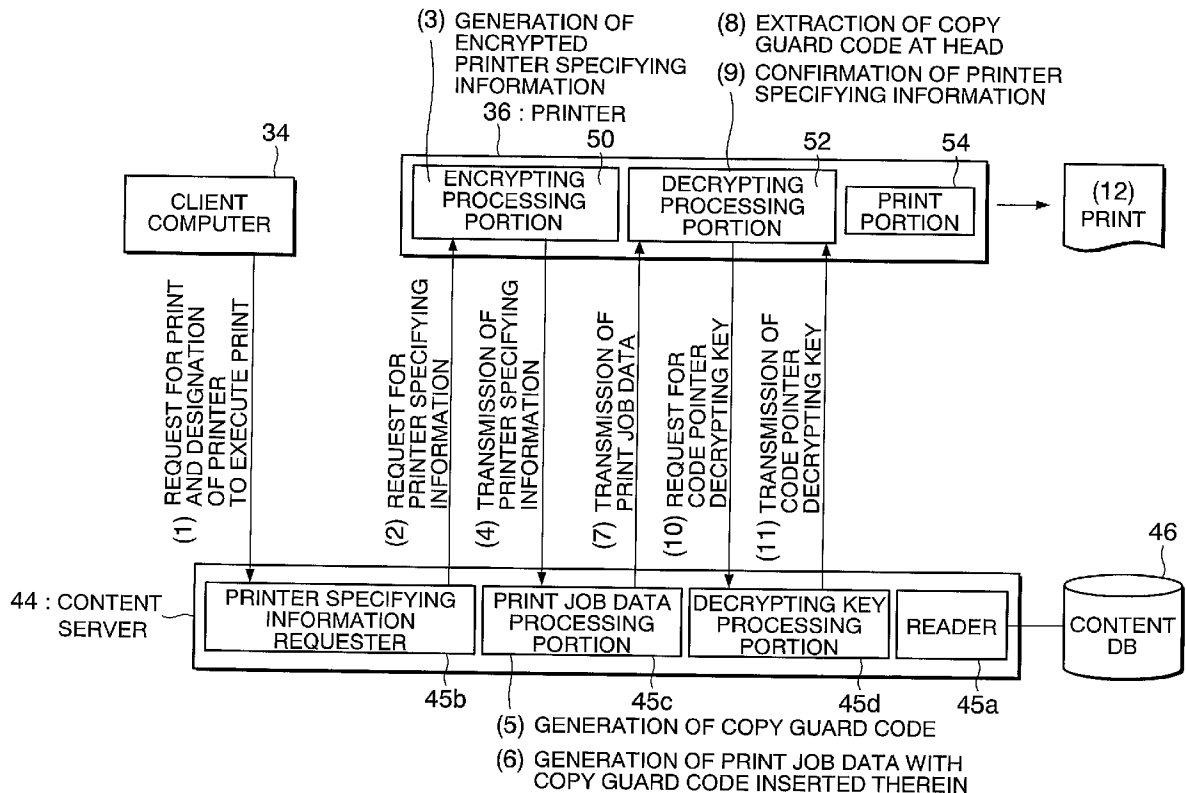 (3) GENERATION OF
ENCRYPTED
PRINTER SPECIFYING
INFORMATION
(8) EXTRACTION OF COPY
GUARD CODE AT HEAD
(9) CONFIRMATION OF PRINTER
SPECIFYING INFORMATION
36 : PRINTER
34
50
52
54
CLIENT
COMPUTER
ENCRYPTING
PROCESSING
PORTION
DECRYPTING
PROCESSING
PORTION
PRINT
PORTION
(12)
PRINT
(1) REQUEST FOR PRINT
AND DESIGNATION
OF PRINTER
TO EXECUTE PRINT
(2) REQUEST FOR
PRINTER SPECIFYING
INFORMATION
(4) TRANSMISSION OF
PRINTER SPECIFYING
INFORMATION
(7) TRANSMISSION OF
PRINT JOB DATA
(10) REQUEST FOR
CODE POINTER
DECRYPTING KEY
(11) TRANSMISSION OF
CODE POINTER
DECRYPTING KEY
46
44 : CONTENT
SERVER
PRINTER SPECIFYING
INFORMATION
REQUESTER
PRINT JOB DATA
PROCESSING
PORTION
DECRYPTING KEY
PROCESSING
PORTION
READER
CONTENT
DB
45b
45c
45d
45a
(5) GENERATION OF COPY GUARD CODE
(6) GENERATION OF PRINT JOB DATA WITH
COPY GUARD CODE INSERTED THEREIN